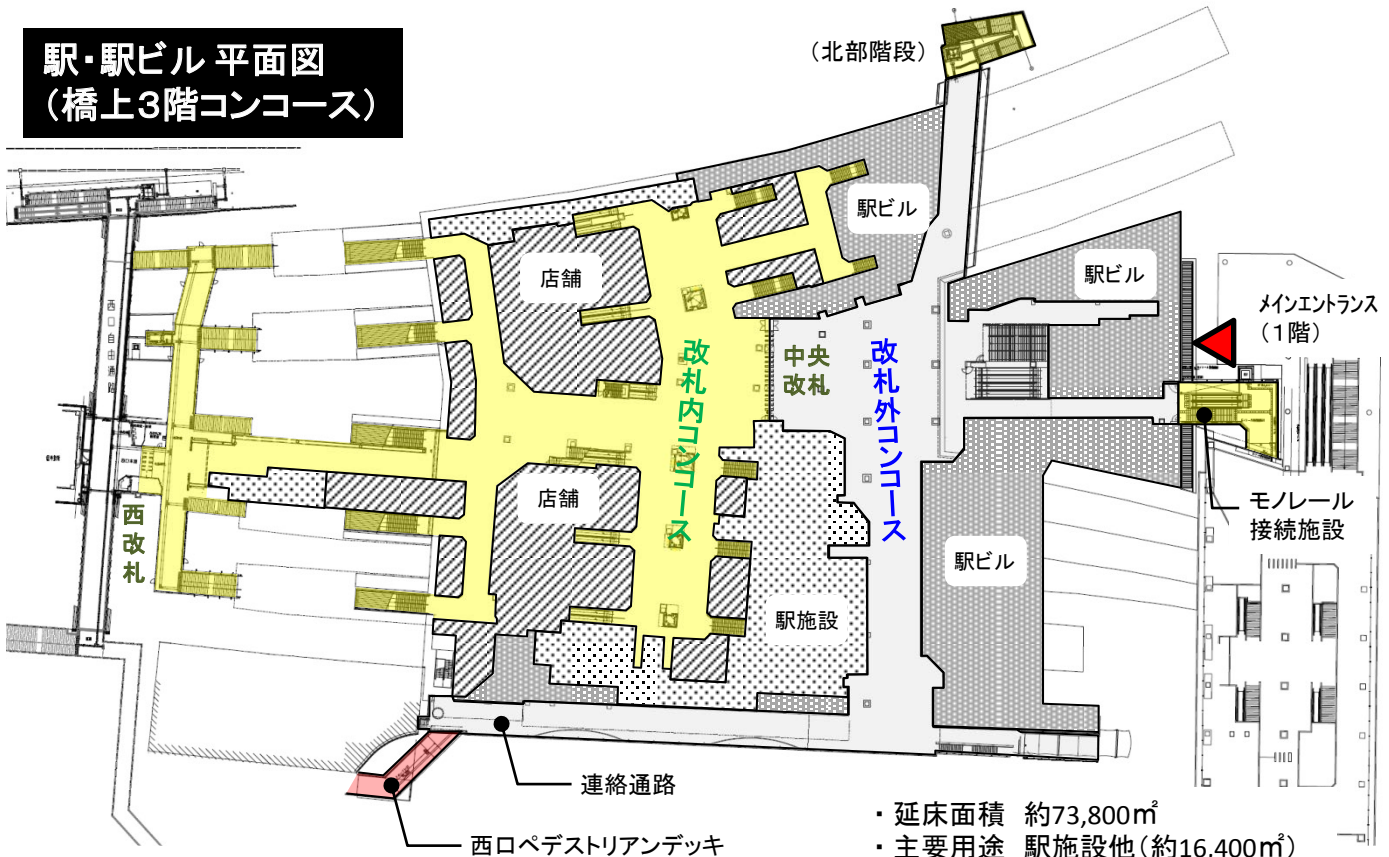 駅・駅ビル 平面図
（橋上３階コンコース）
（北部階段）
駅ビル
駅ビル
店舗
メインエントランス
（１階）
西口自由通路
改札内コンコース
中央
改札
改札外コンコース
店舗
西改札
モノレール
接続施設
駅ビル
駅施設
連絡通路
西口ペデストリアンデッキ
・延床面積 約73,800㎡
・主要用途 駅施設他（約16,400㎡）